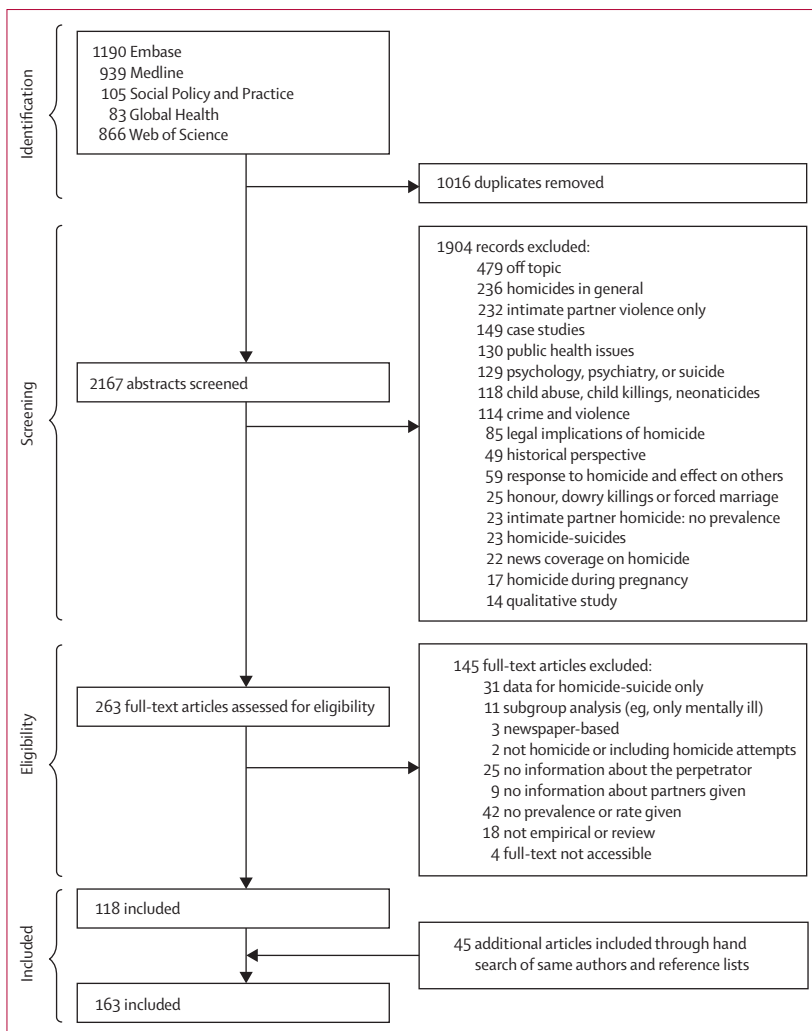 Identification
1190 Embase
939 Medline
105 Social Policy and Practice
83 Global Health
866 Web of Science
1016 duplicates removed
Screening
2167 abstracts screened
1904 records excluded:
479 off topic
236 homicides in general
232 intimate partner violence only
149 case studies
130 public health issues
129 psychology, psychiatry, or suicide
118 child abuse, child killings, neonaticides
114 crime and violence
85 legal implications of homicide
49 historical perspective
59 response to homicide and effect on others
25 honour, dowry killings or forced marriage
23 intimate partner homicide: no prevalence
23 homicide-suicides
22 news coverage on homicide
17 homicide during pregnancy
14 qualitative study
Eligibility
263 full-text articles assessed for eligibility
145 full-text articles excluded:
31 data for homicide-suicide only
11 subgroup analysis (eg, only mentally ill)
3 newspaper-based
2 not homicide or including homicide attempts
25 no information about the perpetrator
9 no information about partners given
42 no prevalence or rate given
18 not empirical or review
4 full-text not accessible
Included
118 included
45 additional articles included through hand
search of same authors and reference lists
163 included